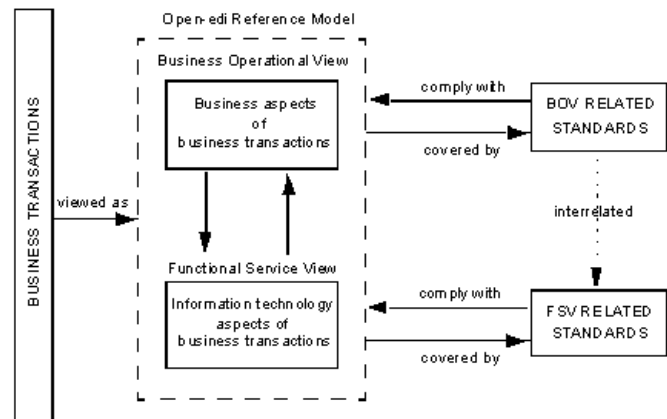 Open-edi Reference Model
Business Operational View
Business aspects
of
business transactions
Functional Service View
Information technology
aspects of
business transactions
BUSINESS TRANSACTIONS
viewed as
comply with
covered by
BOV RELATED
STANDARDS
interrelated
comply with
covered by
FSV RELATED
STANDARDS